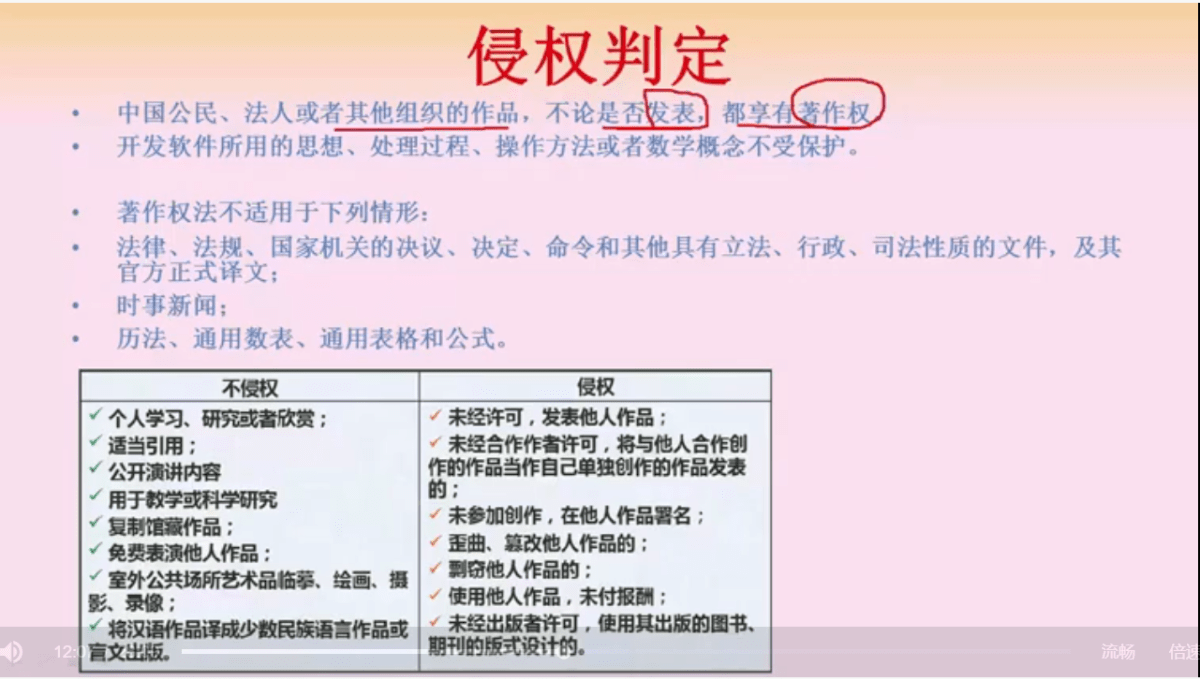 侵权判定
• 中国公民、法人或者其他组织的作品，不论是否发表，都享有著作权。
• 开发软件所用的思想、处理过程、操作方法或者数学概念不受保护。
• 著作权法不适用于下列情形：
• 法律、法规、国家机关的决议、决定、命令和其他具有立法、行政、司法性质的文件，及其
官方正式译文；
• 时事新闻；
• 历法、通用数表、通用表格和公式。
不侵权
✓ 个人学习、研究或者欣赏；
✓ 适当引用；
✓ 公开演讲内容
✓ 用于教学或科学研究
✓ 复制馆藏作品；
✓ 免费表演他人作品；
✓ 室外公共场所艺术品临摹、绘画、摄
影、录像；
✓ 将汉语作品译成少数民族语言作品或
盲文出版。
侵权
✓ 未经许可，发表他人作品；
✓ 未经合作作者许可，将与他人合作创
作的作品当作自己单独创作的作品发表
的；
✓ 未参加创作，在他人作品署名；
✓ 歪曲、篡改他人作品的；
✓ 剽窃他人作品的；
✓ 使用他人作品，未付报酬；
✓ 未经出版者许可，使用其出版的图书、
期刊的版式设计的。
流畅
倍速